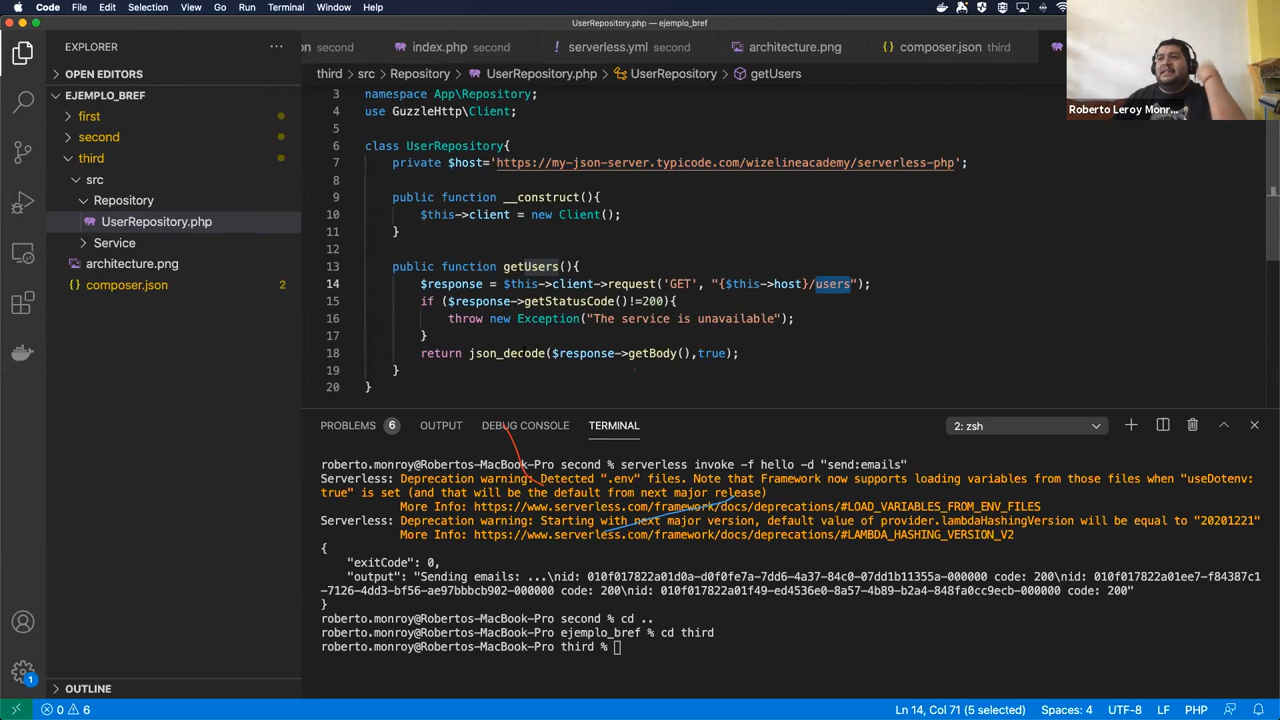 Code File Edit Selection View Go Run Terminal Window Help
UserRepository.php — ejemplo_bref
EXPLORER
on second index.php second ! serverless.yml second architecture.png composer.json third
third > src > Repository > UserRepository.php > UserRepository > getUsers
OPEN EDITORS
EJEMPLO_BREF
first
second
third
src
Repository
UserRepository.php
Service
architecture.png
composer.json 2
OUTLINE
3 namespace App\Repository;
4 use GuzzleHttp\Client;
5
6 class UserRepository{
7 private $host='https://my-json-server.typicode.com/wizelineacademy/serverless-php';
8
9 public function __construct(){
10 $this->client = new Client();
11 }
12
13 public function getUsers(){
14 $response = $this->client->request('GET', "{$this->host}/users");
15 if ($response->getStatusCode()!=200){
16 throw new Exception("The service is unavailable");
17 }
18 return json_decode($response->getBody(),true);
19 }
20 }
Roberto Leroy Monr...
PROBLEMS 6 OUTPUT DEBUG CONSOLE TERMINAL 2: zsh
roberto.monroy@Robertos-MacBook-Pro second % serverless invoke -f hello -d "send:emails"
Serverless: Deprecation warning: Detected ".env" files. Note that Framework now supports loading variables from those files when "useDotenv:
true" is set (and that will be the default from next major release)
More Info: https://www.serverless.com/framework/docs/deprecations/#LOAD_VARIABLES_FROM_ENV_FILES
Serverless: Deprecation warning: Starting with next major version, default value of provider.lambdaHashingVersion will be equal to "20201221"
More Info: https://www.serverless.com/framework/docs/deprecations/#LAMBDA_HASHING_VERSION_V2
{
"exitCode": 0,
"output": "Sending emails: ...\nid: 010f017822a01d0a-d0f0fe7a-7dd6-4a37-84c0-07dd1b11355a-000000 code: 200\nid: 010f017822a01ee7-f84387c1
-7126-4dd3-bf56-ae97bbbcb902-000000 code: 200\nid: 010f017822a01f49-ed4536e0-8a57-4b89-b2a4-848fa0cc9ecb-000000 code: 200"
}
roberto.monroy@Robertos-MacBook-Pro second % cd ..
roberto.monroy@Robertos-MacBook-Pro ejemplo_bref % cd third
roberto.monroy@Robertos-MacBook-Pro third %
1
0 6 Ln 14, Col 71 (5 selected) Spaces: 4 UTF-8 LF PHP